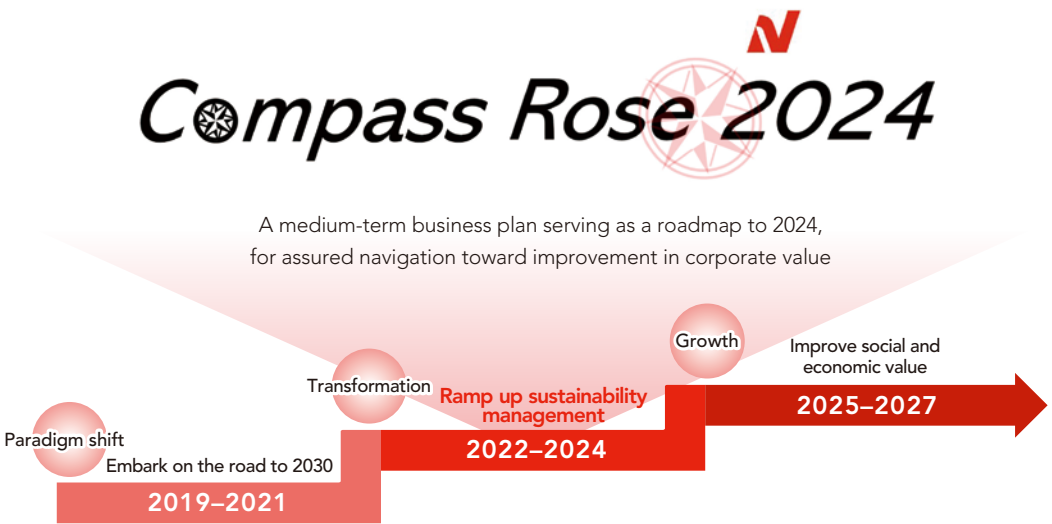 Compass Rose 2024
A medium-term business plan serving as a roadmap to 2024,
for assured navigation toward improvement in corporate value
Growth
Improve social and
economic value
2025–2027
Transformation
Ramp up sustainability
management
2022–2024
Paradigm shift
Embark on the road to 2030
2019–2021